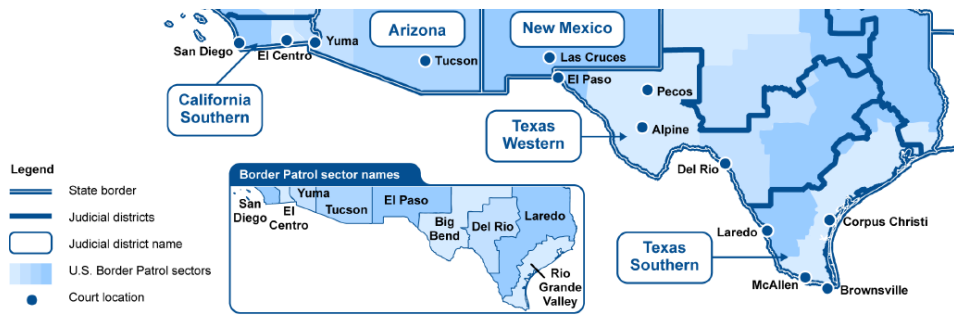 Arizona
New Mexico
San Diego
El Centro
Yuma
Tucson
Las Cruces
El Paso
Pecos
California
Southern
Texas
Western
Alpine
Del Rio
Legend
State border
Judicial districts
Judicial district name
U.S. Border Patrol sectors
Court location
Border Patrol sector names
San
Diego
El
Centro
Yuma
Tucson
El Paso
Big
Bend
Del Rio
Laredo
Rio
Grande
Valley
Laredo
Corpus Christi
Texas
Southern
McAllen
Brownsville